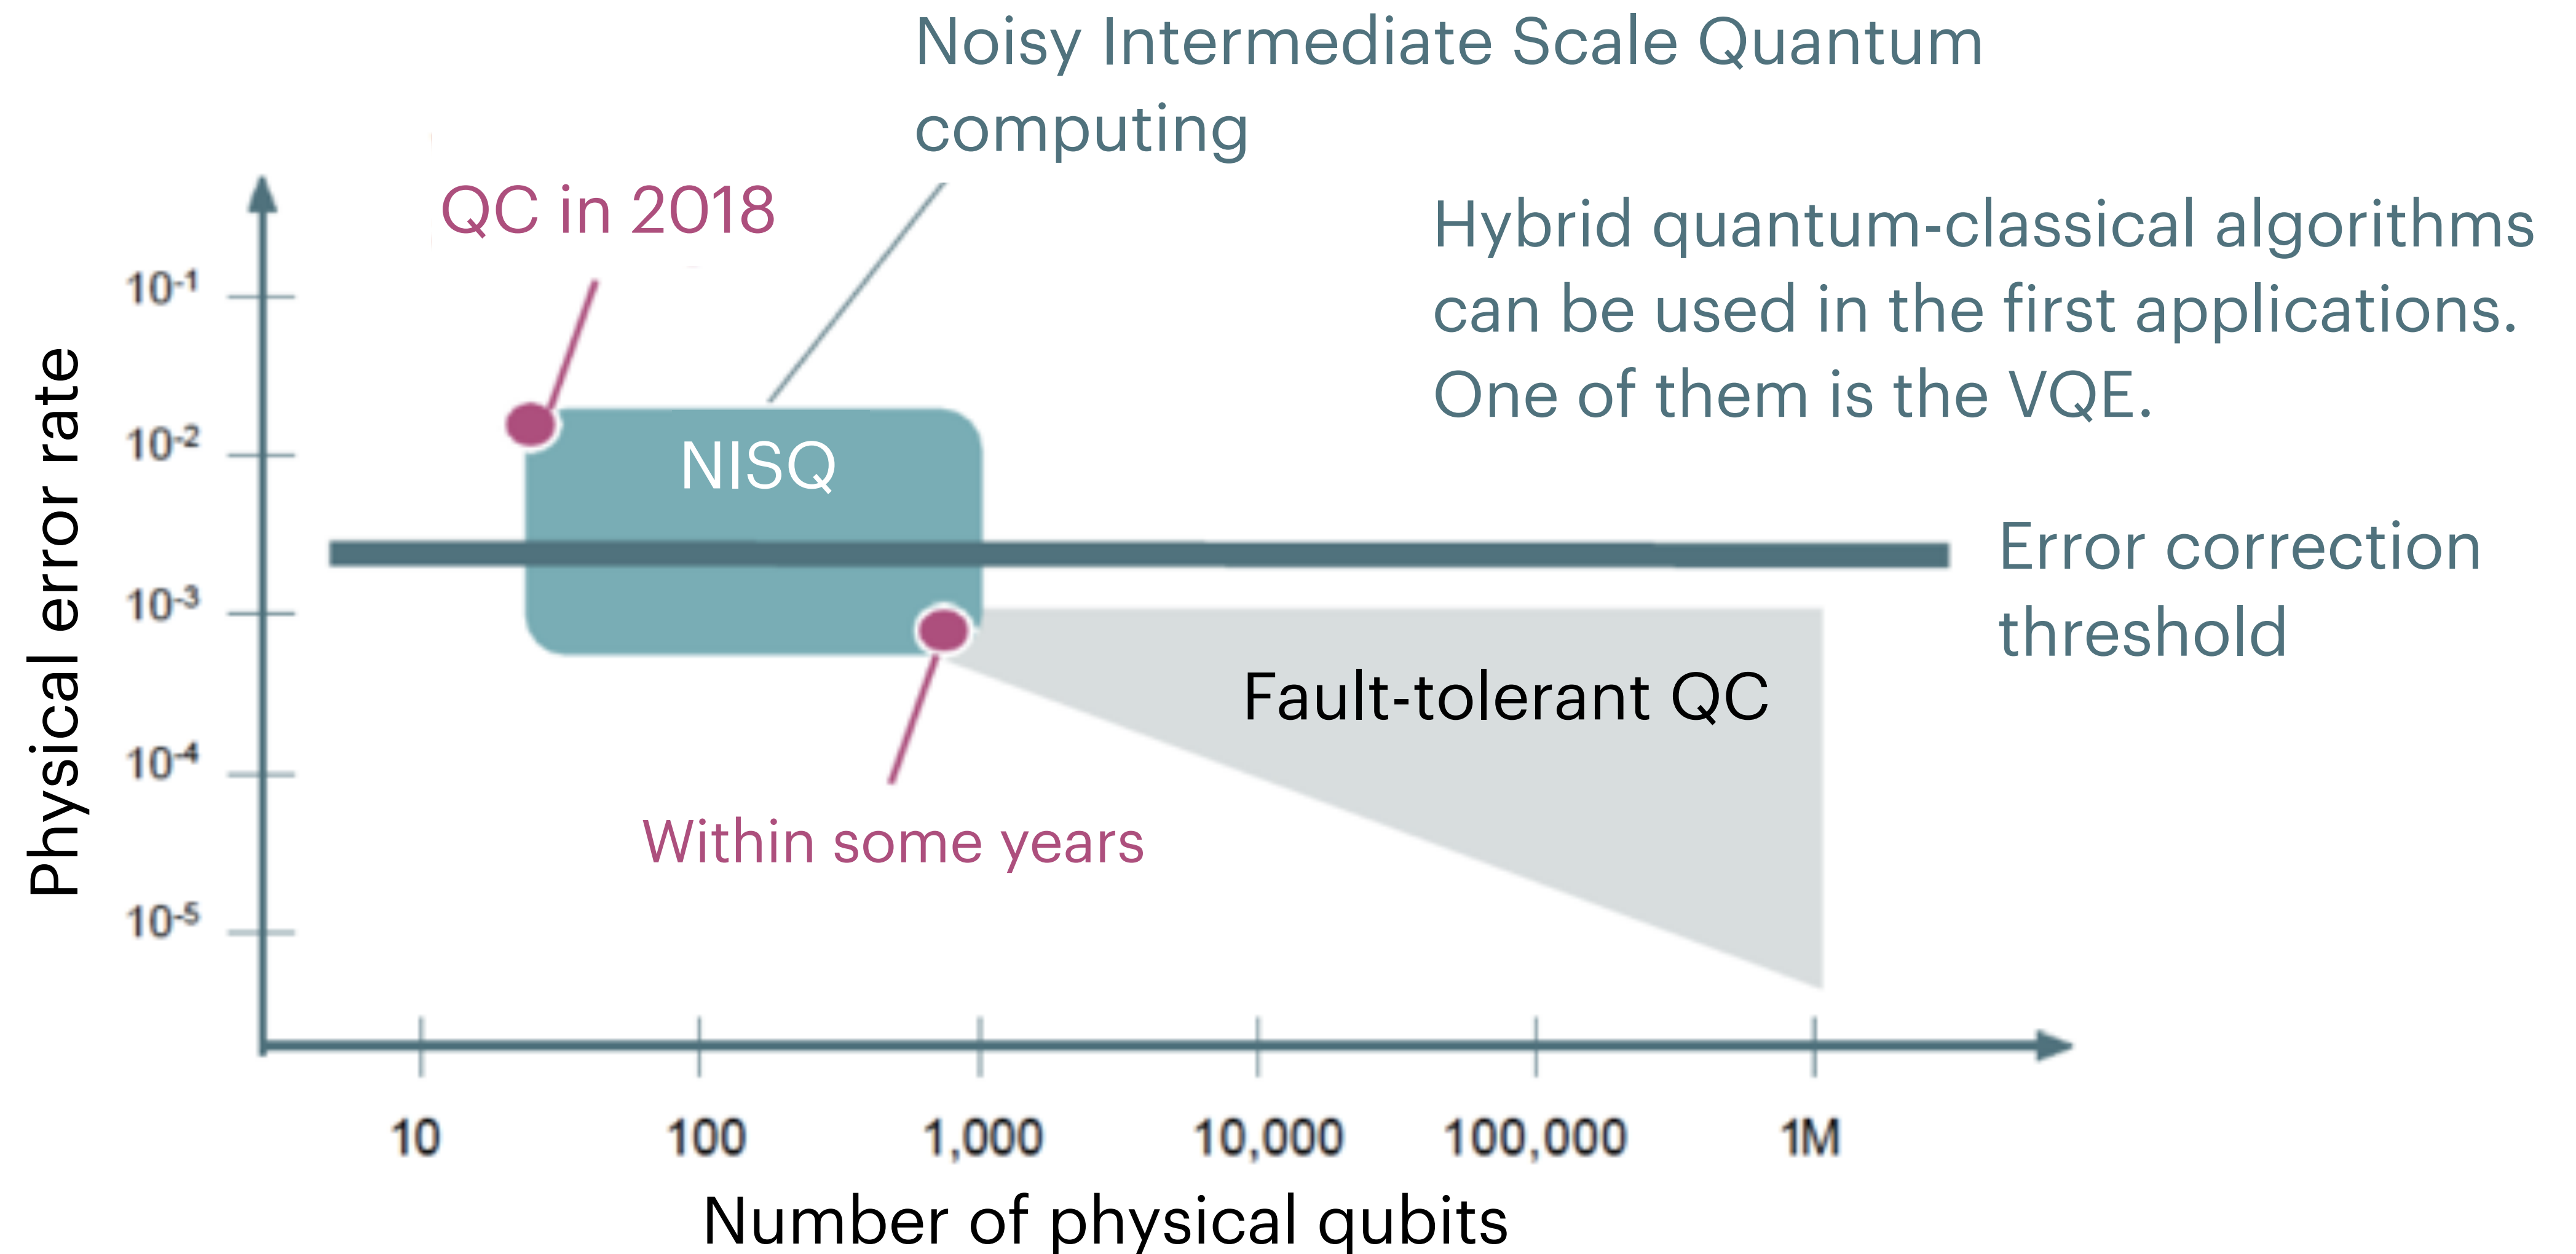 Noisy Intermediate Scale Quantum
computing
QC in 2018
Hybrid quantum-classical algorithms
can be used in the first applications.
One of them is the VQE.
Physical error rate
10-1
10-2
10-3
10-4
10-5
NISQ
Error correction
threshold
Fault-tolerant QC
Within some years
10
100
1,000
10,000
100,000
1M
Number of physical qubits